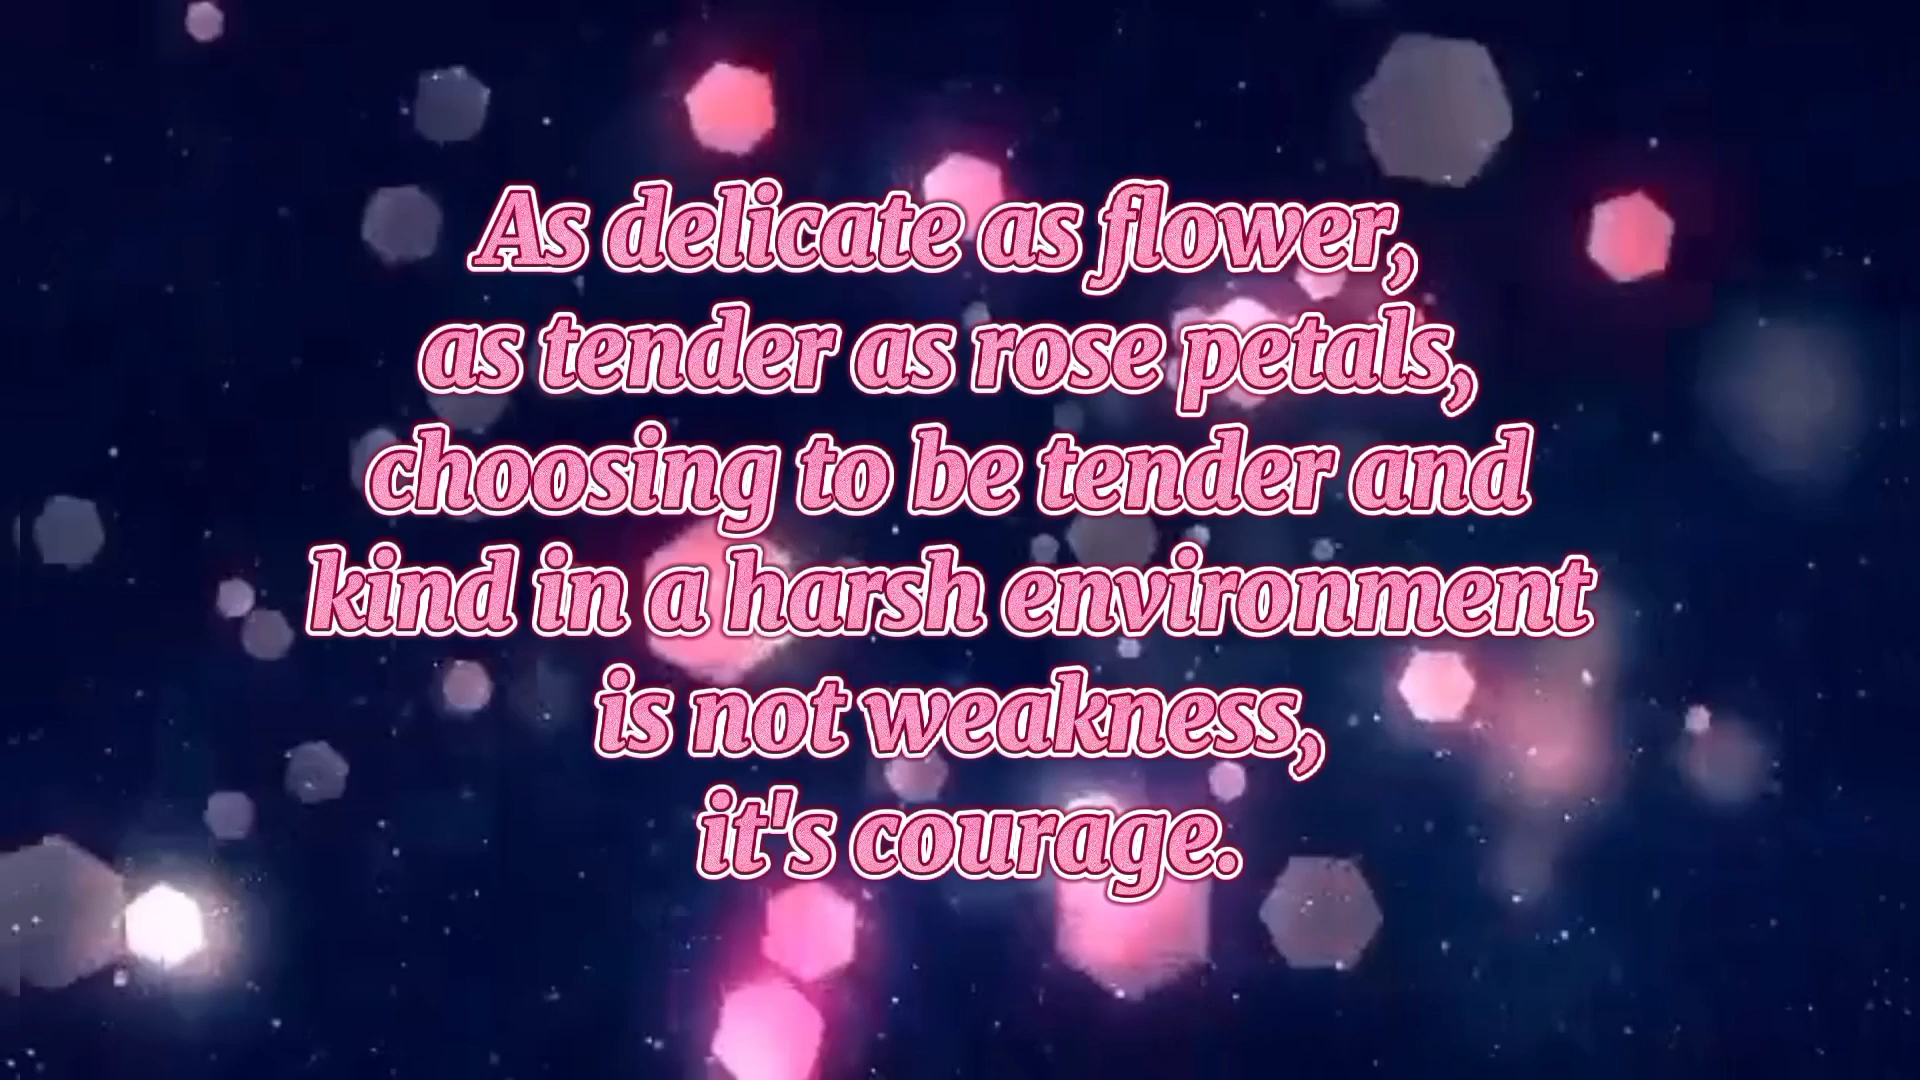 As delicate as flower,
as tender as rose petals,
choosing to be tender and
kind in a harsh environment
is not weakness,
it's courage.